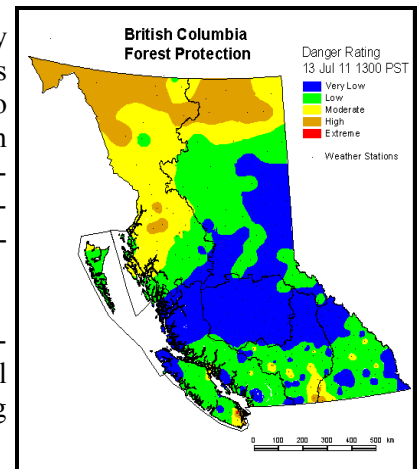 y
s
o
n
-
-
-
-
l
g
British Columbia
Forest Protection
Danger Rating
13 Jul 11 1300 PST
Very Low
Low
Moderate
High
Extreme
Weather Stations
0 100 200 300 400 500 km